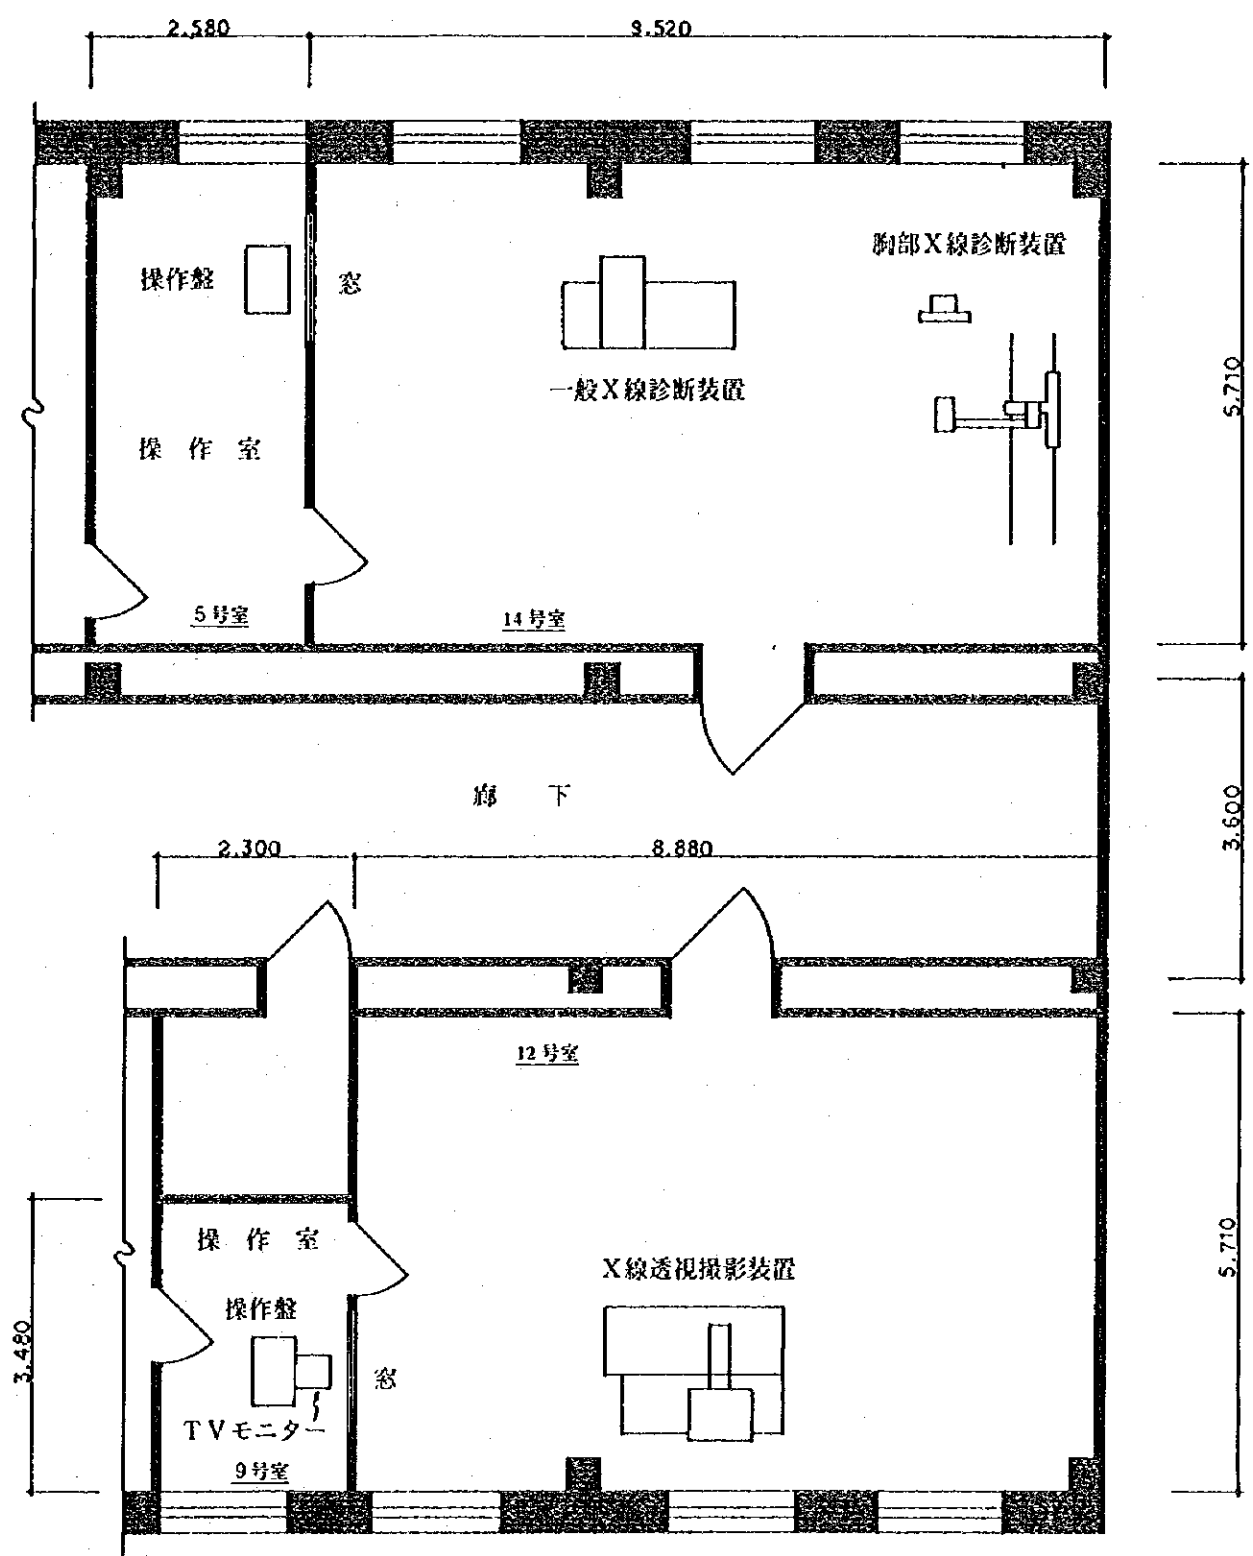 2.580
9.520
胸部X線診断装置
操作盤
窓
一般X線診断装置
5.710
操作室
5号室
14号室
廊下
3.600
2.300
8.880
12号室
操作室
X線透視撮影装置
5.710
操作盤
3.480
窓
TVモニター
9号室